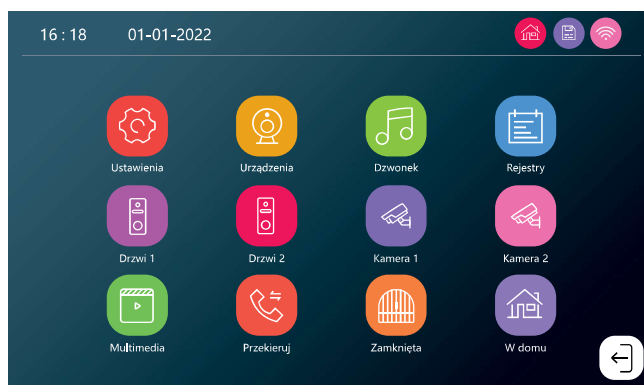 16 : 18 01-01-2022
Ustawienia Urządzenia Dzwonek Rejestry
Drzwi 1 Drzwi 2 Kamera 1 Kamera 2
Multimedia Przekieruj Zamknięta W domu